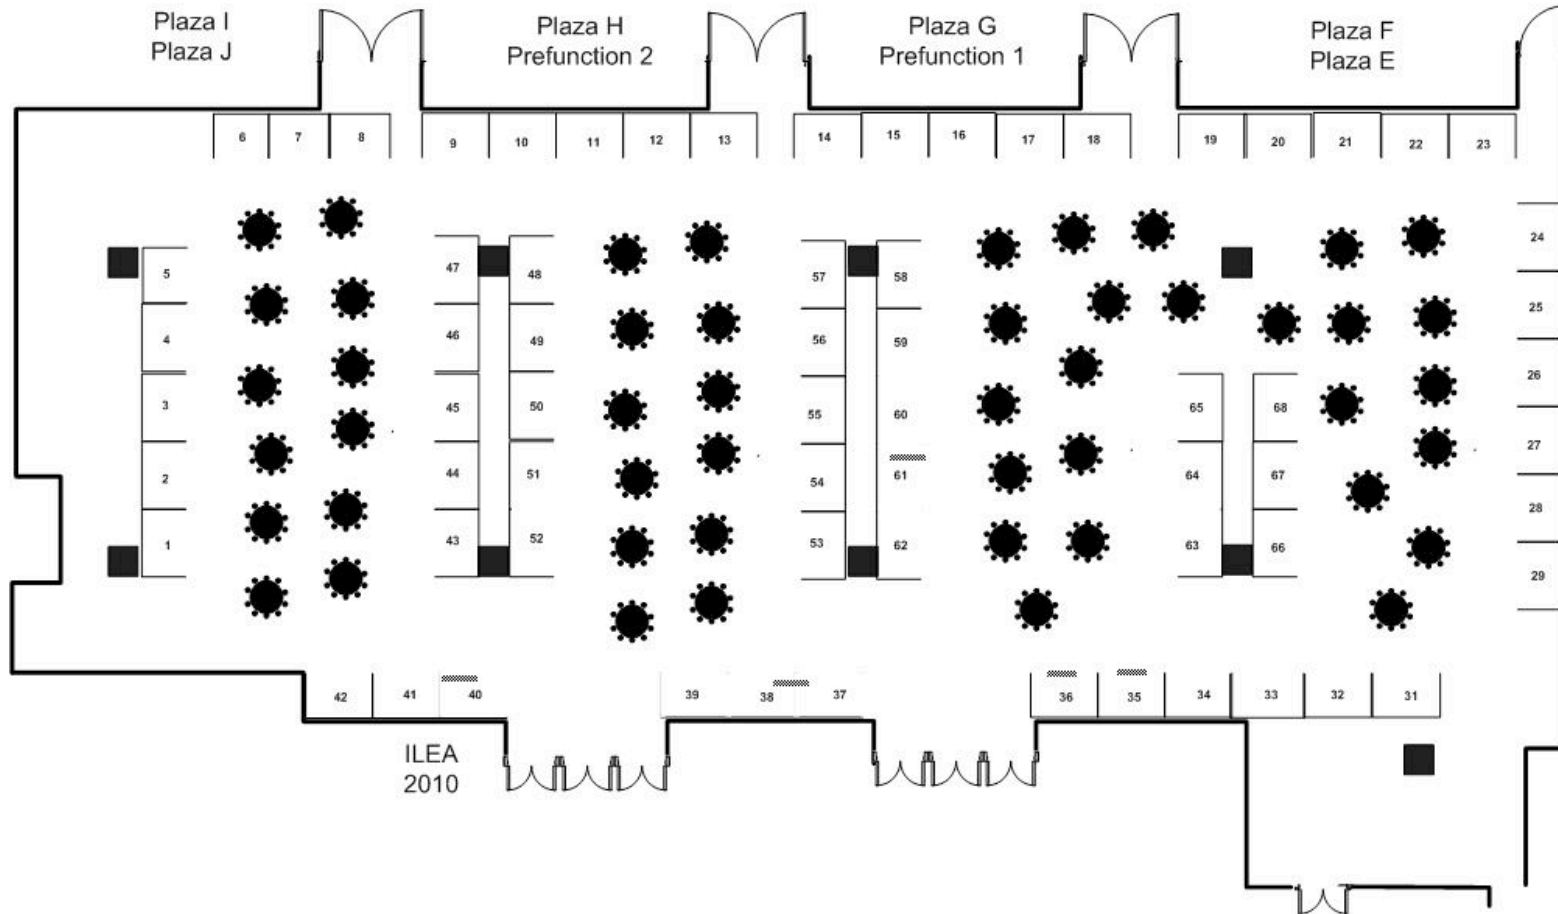 Plaza I
Plaza J
Plaza H
Prefunction 2
Plaza G
Prefunction 1
Plaza F
Plaza E
6 7 8 9 10 11 12 13 14 15 16 17 18 19 20 21 22 23
24
5 47 48 57 58
25
4 46 49 56 59
26
3 45 50 55 60 65 68
27
2 44 51 54 61 64 67
28
1 43 52 53 62 63 66
29
42 41 40 39 38 37 36 35 34 33 32 31
ILEA
2010